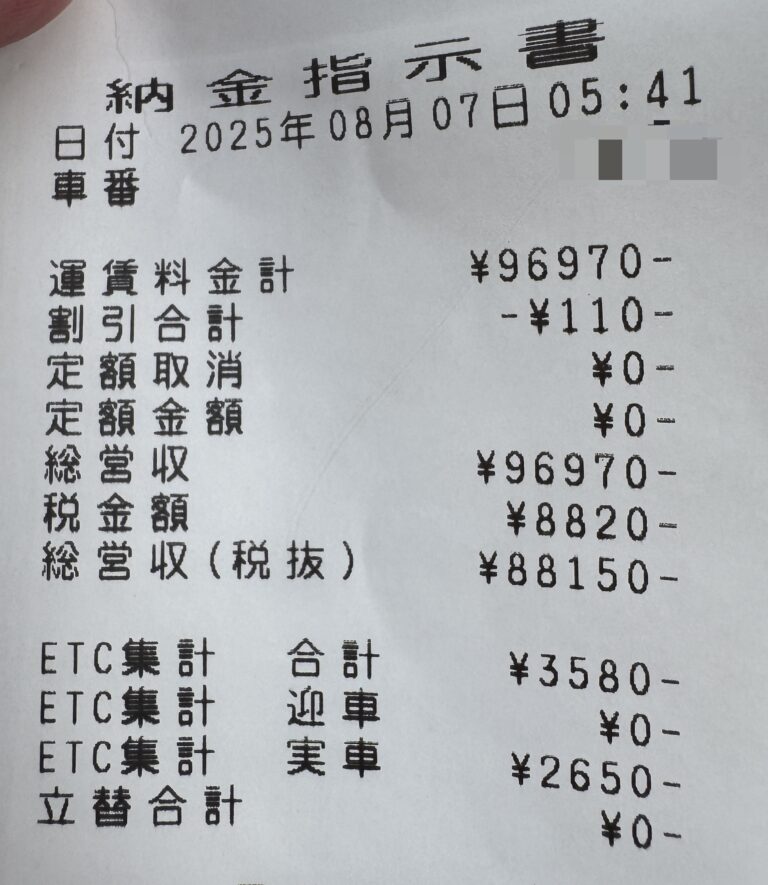 納金指示書
日付 2025年08月07日05:41
車番
運賃料金計 ¥96970-
割引合計 -¥110-
定額取消 ¥0-
定額金額 ¥0-
総営収 ¥96970-
税金額 ¥8820-
総営収(税抜) ¥88150-
ETC集計 合計 ¥3580-
ETC集計 迎車 ¥0-
ETC集計 実車 ¥2650-
立替合計 ¥0-